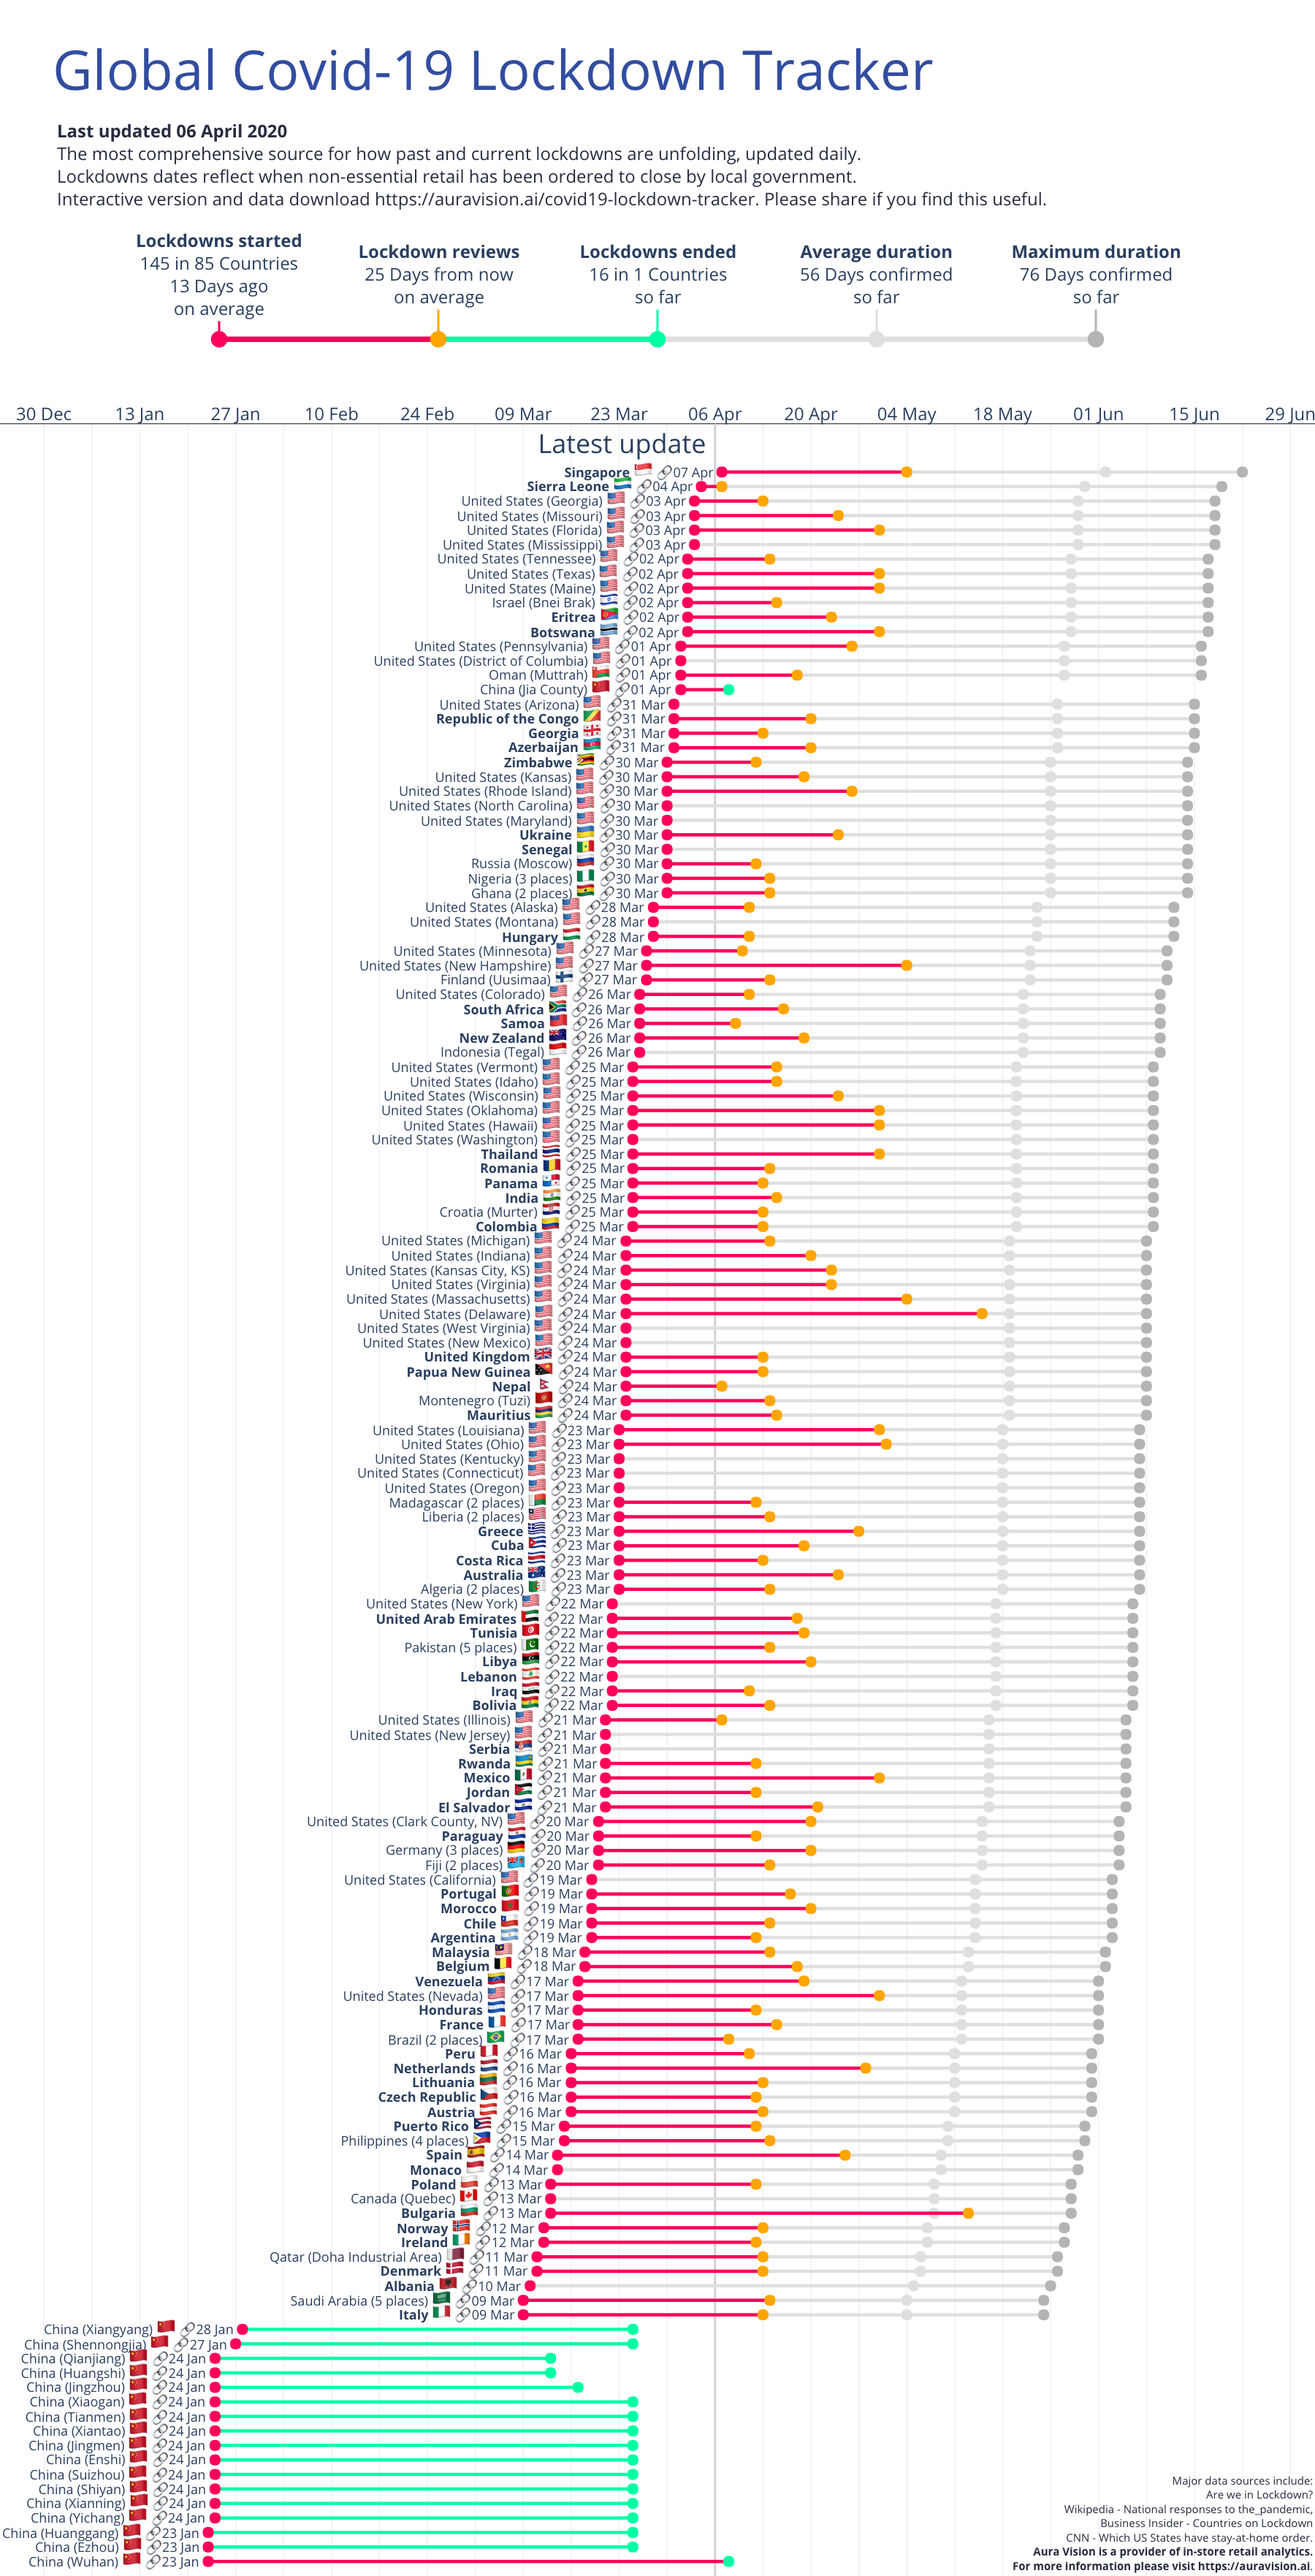 Global Covid-19 Lockdown Tracker
Last updated 06 April 2020
The most comprehensive source for how past and current lockdowns are unfolding, updated daily.
Lockdowns dates reflect when non-essential retail has been ordered to close by local government.
Interactive version and data download https://auravision.ai/covid19-lockdown-tracker. Please share if you find this useful.
Lockdowns started
145 in 85 Countries
13 Days ago
on average
Lockdown reviews
25 Days from now
on average
Lockdowns ended
16 in 1 Countries
so far
Average duration
56 Days confirmed
so far
Maximum duration
76 Days confirmed
so far
30 Dec 13 Jan 27 Jan 10 Feb 24 Feb 09 Mar 23 Mar 06 Apr 20 Apr 04 May 18 May 01 Jun 15 Jun 29 Jun
Latest update
Singapore 07 Apr
Sierra Leone 04 Apr
United States (Georgia) 03 Apr
United States (Missouri) 03 Apr
United States (Florida) 03 Apr
United States (Mississippi) 03 Apr
United States (Tennessee) 02 Apr
United States (Texas) 02 Apr
United States (Maine) 02 Apr
Israel (Bnei Brak) 02 Apr
Eritrea 02 Apr
Botswana 02 Apr
United States (Pennsylvania) 01 Apr
United States (District of Columbia) 01 Apr
Oman (Muttrah) 01 Apr
China (Jia County) 01 Apr
United States (Arizona) 31 Mar
Republic of the Congo 31 Mar
Georgia 31 Mar
Azerbaijan 31 Mar
Zimbabwe 30 Mar
United States (Kansas) 30 Mar
United States (Rhode Island) 30 Mar
United States (North Carolina) 30 Mar
United States (Maryland) 30 Mar
Ukraine 30 Mar
Senegal 30 Mar
Russia (Moscow) 30 Mar
Nigeria (3 places) 30 Mar
Ghana (2 places) 30 Mar
United States (Alaska) 28 Mar
United States (Montana) 28 Mar
Hungary 28 Mar
United States (Minnesota) 27 Mar
United States (New Hampshire) 27 Mar
Finland (Uusimaa) 27 Mar
United States (Colorado) 26 Mar
South Africa 26 Mar
Samoa 26 Mar
New Zealand 26 Mar
Indonesia (Tegal) 26 Mar
United States (Vermont) 25 Mar
United States (Idaho) 25 Mar
United States (Wisconsin) 25 Mar
United States (Oklahoma) 25 Mar
United States (Hawaii) 25 Mar
United States (Washington) 25 Mar
Thailand 25 Mar
Romania 25 Mar
Panama 25 Mar
India 25 Mar
Croatia (Murter) 25 Mar
Colombia 25 Mar
United States (Michigan) 24 Mar
United States (Indiana) 24 Mar
United States (Kansas City, KS) 24 Mar
United States (Virginia) 24 Mar
United States (Massachusetts) 24 Mar
United States (Delaware) 24 Mar
United States (West Virginia) 24 Mar
United States (New Mexico) 24 Mar
United Kingdom 24 Mar
Papua New Guinea 24 Mar
Nepal 24 Mar
Montenegro (Tuzi) 24 Mar
Mauritius 24 Mar
United States (Louisiana) 23 Mar
United States (Ohio) 23 Mar
United States (Kentucky) 23 Mar
United States (Connecticut) 23 Mar
United States (Oregon) 23 Mar
Madagascar (2 places) 23 Mar
Liberia (2 places) 23 Mar
Greece 23 Mar
Cuba 23 Mar
Costa Rica 23 Mar
Australia 23 Mar
Algeria (2 places) 23 Mar
United States (New York) 22 Mar
United Arab Emirates 22 Mar
Tunisia 22 Mar
Pakistan (5 places) 22 Mar
Libya 22 Mar
Lebanon 22 Mar
Iraq 22 Mar
Bolivia 22 Mar
United States (Illinois) 21 Mar
United States (New Jersey) 21 Mar
Serbia 21 Mar
Rwanda 21 Mar
Mexico 21 Mar
Jordan 21 Mar
El Salvador 21 Mar
United States (Clark County, NV) 20 Mar
Paraguay 20 Mar
Germany (3 places) 20 Mar
Fiji (2 places) 20 Mar
United States (California) 19 Mar
Portugal 19 Mar
Morocco 19 Mar
Chile 19 Mar
Argentina 19 Mar
Malaysia 18 Mar
Belgium 18 Mar
Venezuela 17 Mar
United States (Nevada) 17 Mar
Honduras 17 Mar
France 17 Mar
Brazil (2 places) 17 Mar
Peru 16 Mar
Netherlands 16 Mar
Lithuania 16 Mar
Czech Republic 16 Mar
Austria 16 Mar
Puerto Rico 15 Mar
Philippines (4 places) 15 Mar
Spain 14 Mar
Monaco 14 Mar
Poland 13 Mar
Canada (Quebec) 13 Mar
Bulgaria 13 Mar
Norway 12 Mar
Ireland 12 Mar
Qatar (Doha Industrial Area) 11 Mar
Denmark 11 Mar
Albania 10 Mar
Saudi Arabia (5 places) 09 Mar
Italy 09 Mar
China (Xiangyang) 28 Jan
China (Shennongjia) 27 Jan
China (Qianjiang) 24 Jan
China (Huangshi) 24 Jan
China (Jingzhou) 24 Jan
China (Xiaogan) 24 Jan
China (Tianmen) 24 Jan
China (Xiantao) 24 Jan
China (Jingmen) 24 Jan
China (Enshi) 24 Jan
China (Suizhou) 24 Jan
China (Shiyan) 24 Jan
China (Xianning) 24 Jan
China (Yichang) 24 Jan
China (Huanggang) 23 Jan
China (Ezhou) 23 Jan
China (Wuhan) 23 Jan
Major data sources include:
Are we in Lockdown?
Wikipedia - National responses to the_pandemic,
Business Insider - Countries on Lockdown
CNN - Which US States have stay-at-home order.
Aura Vision is a provider of in-store retail analytics.
For more information please visit https://auravision.ai.